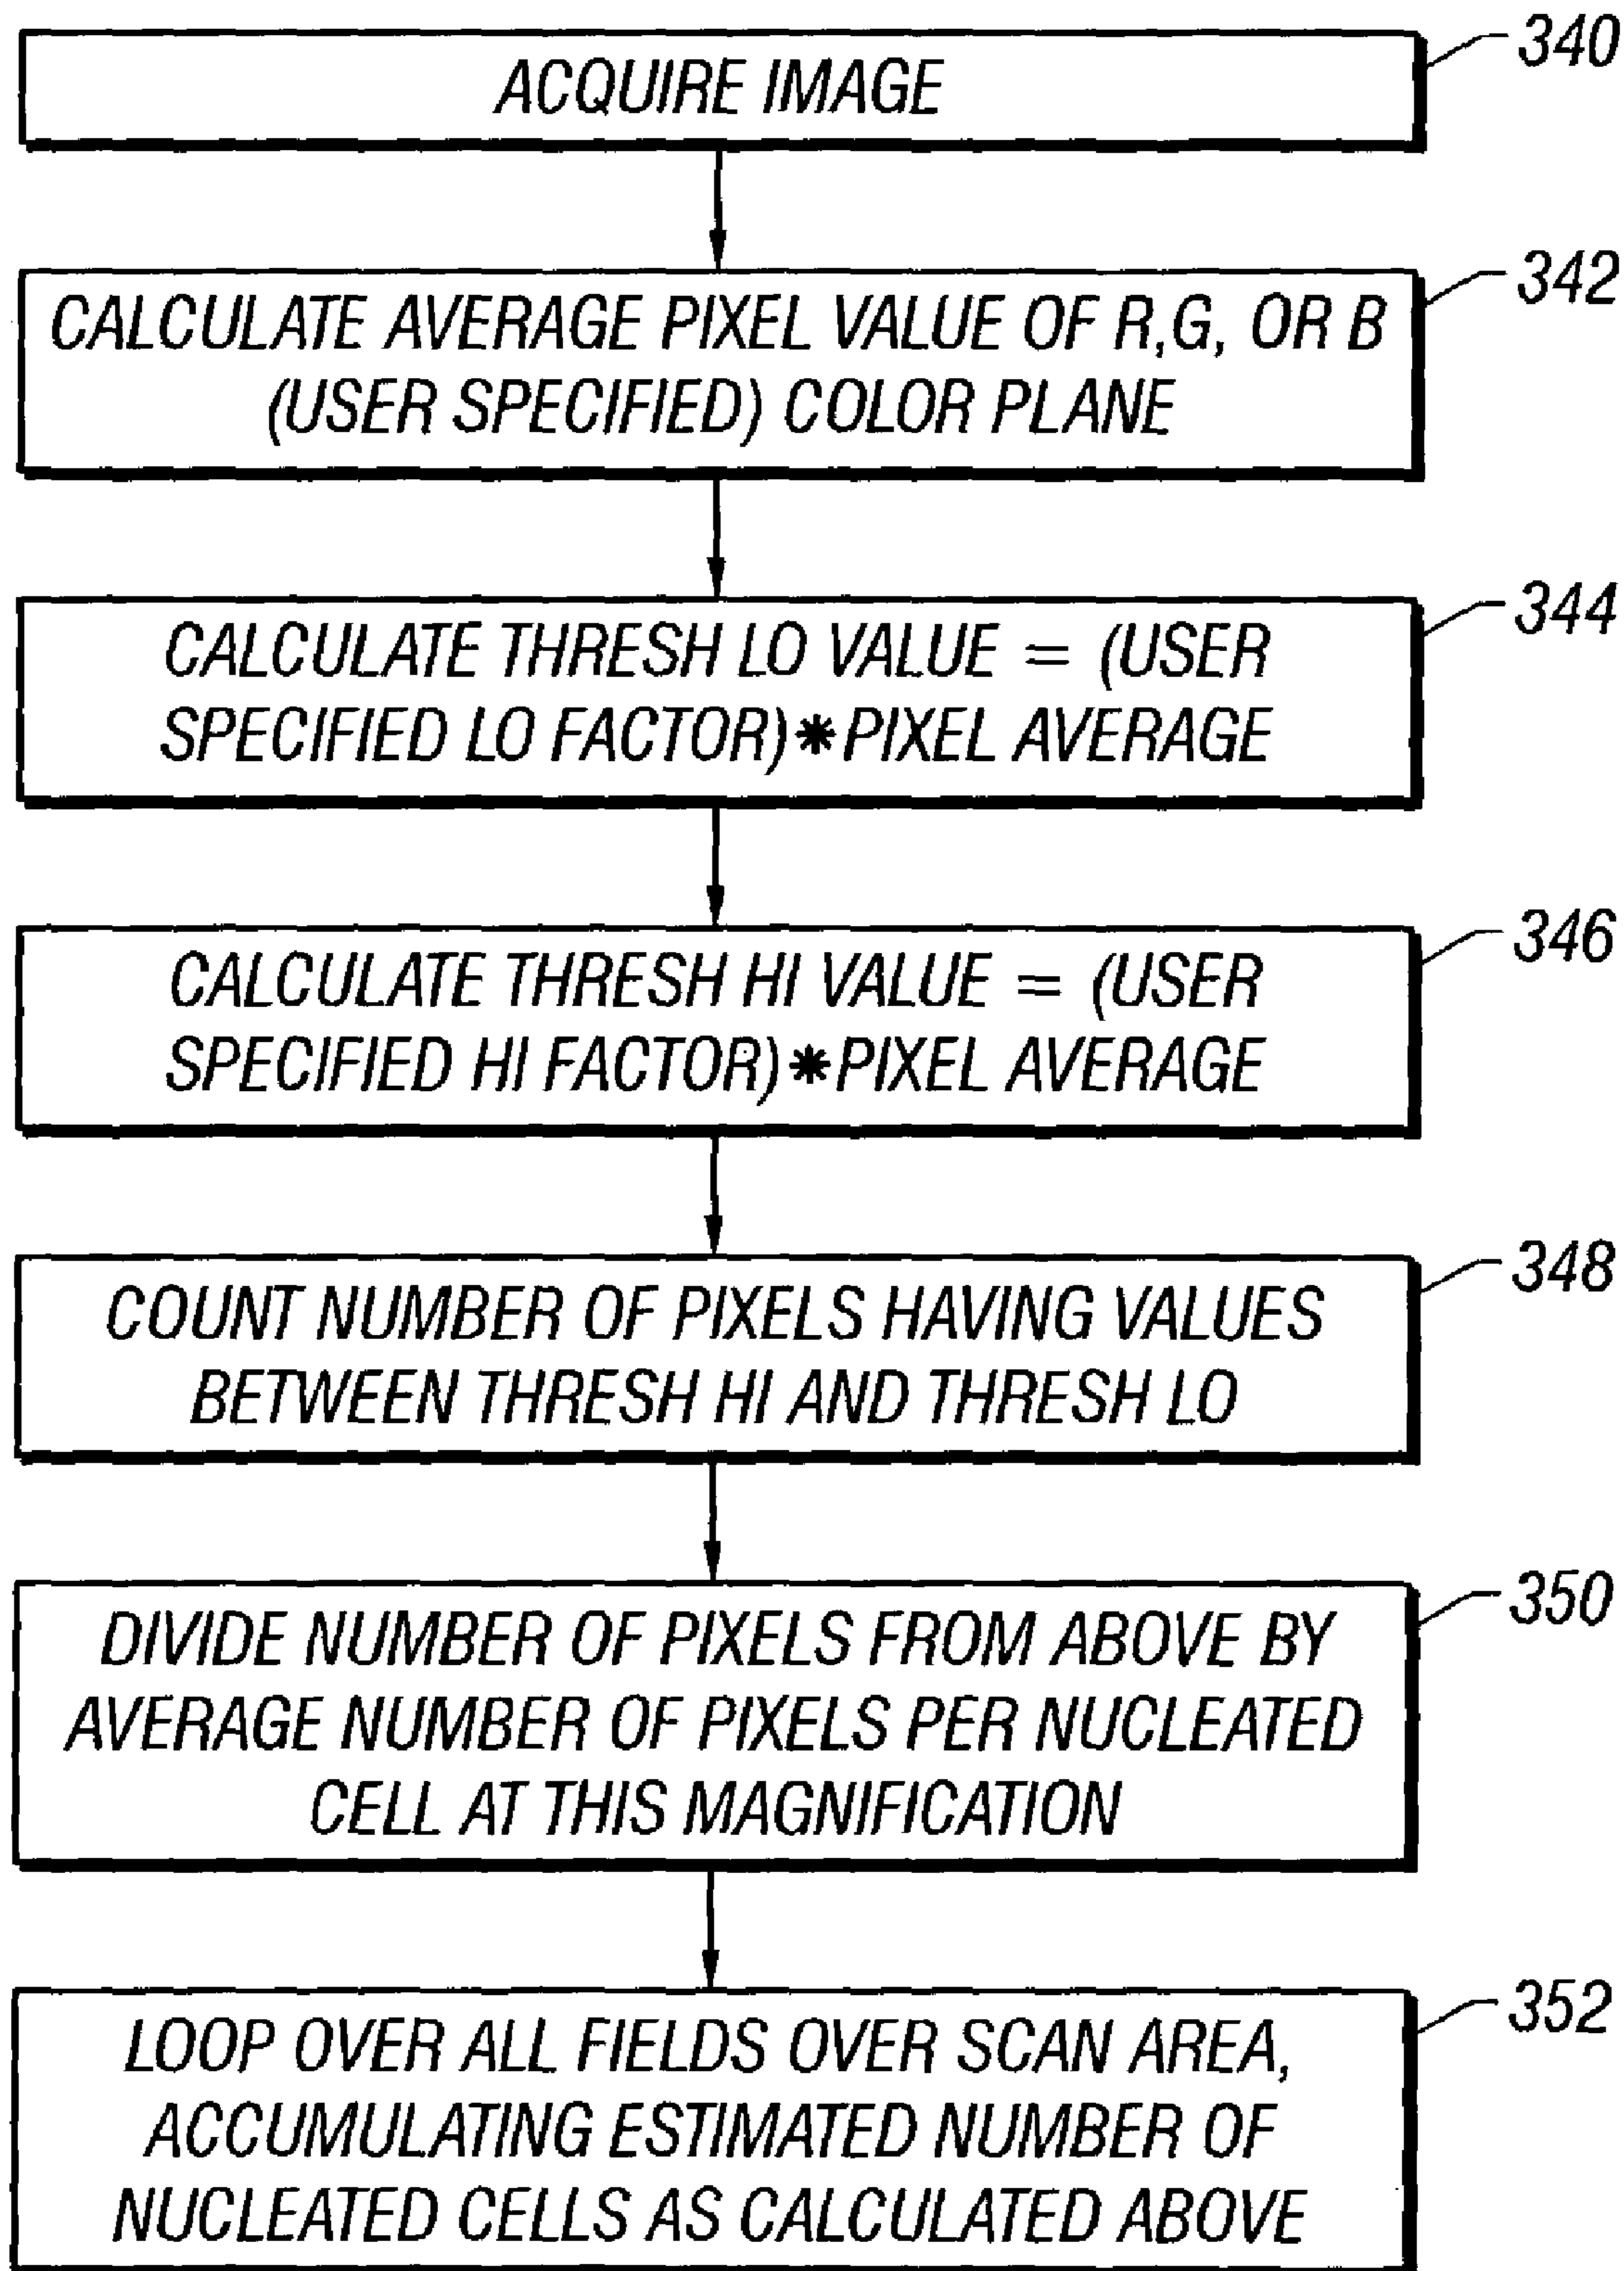 340
ACQUIRE IMAGE
342
CALCULATE AVERAGE PIXEL VALUE OF R,G, OR B
(USER SPECIFIED) COLOR PLANE
344
CALCULATE THRESH LO VALUE = (USER
SPECIFIED LO FACTOR)*PIXEL AVERAGE
346
CALCULATE THRESH HI VALUE = (USER
SPECIFIED HI FACTOR)*PIXEL AVERAGE
348
COUNT NUMBER OF PIXELS HAVING VALUES
BETWEEN THRESH HI AND THRESH LO
350
DIVIDE NUMBER OF PIXELS FROM ABOVE BY
AVERAGE NUMBER OF PIXELS PER NUCLEATED
CELL AT THIS MAGNIFICATION
352
LOOP OVER ALL FIELDS OVER SCAN AREA,
ACCUMULATING ESTIMATED NUMBER OF
NUCLEATED CELLS AS CALCULATED ABOVE